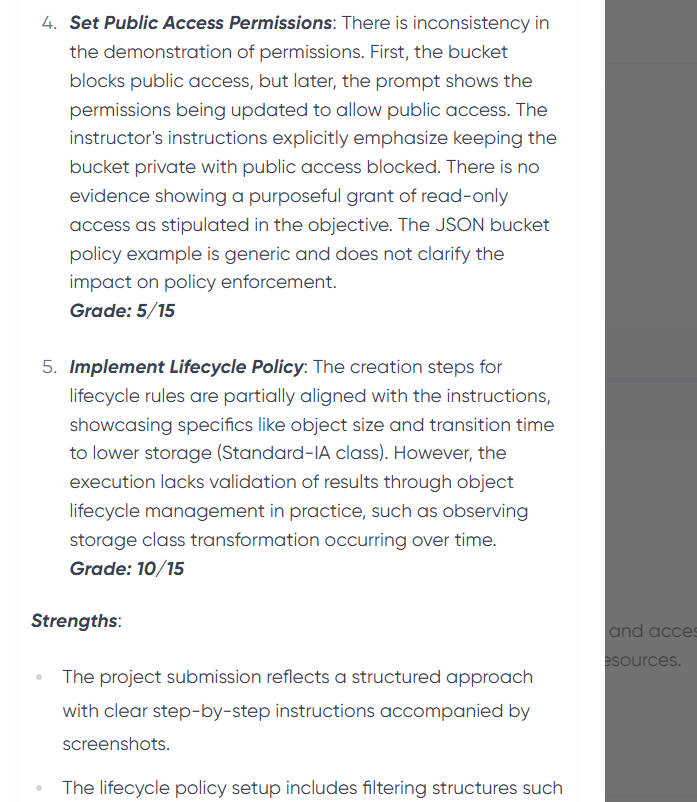 4. Set Public Access Permissions: There is inconsistency in
the demonstration of permissions. First, the bucket
blocks public access, but later, the prompt shows the
permissions being updated to allow public access. The
instructor's instructions explicitly emphasize keeping the
bucket private with public access blocked. There is no
evidence showing a purposeful grant of read-only
access as stipulated in the objective. The JSON bucket
policy example is generic and does not clarify the
impact on policy enforcement.
Grade: 5/15
5. Implement Lifecycle Policy: The creation steps for
lifecycle rules are partially aligned with the instructions,
showcasing specifics like object size and transition time
to lower storage (Standard-IA class). However, the
execution lacks validation of results through object
lifecycle management in practice, such as observing
storage class transformation occurring over time.
Grade: 10/15
Strengths:
The project submission reflects a structured approach
with clear step-by-step instructions accompanied by
screenshots.
The lifecycle policy setup includes filtering structures such
and